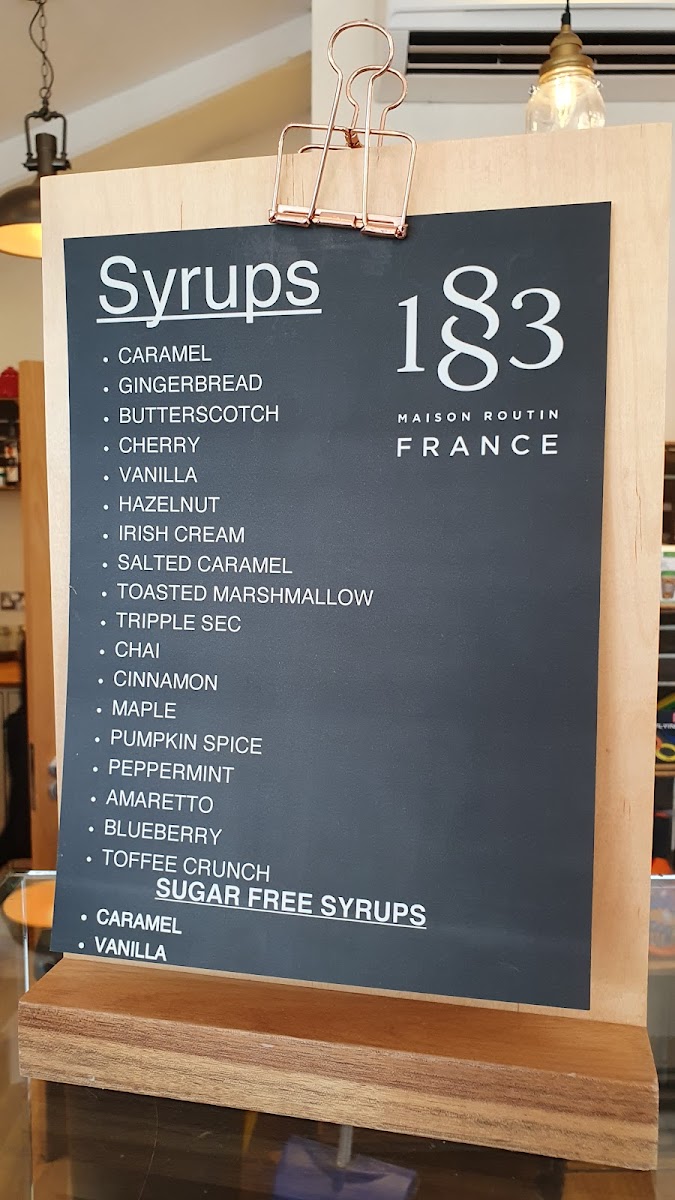 Syrups
• CARAMEL
• GINGERBREAD
• BUTTERSCOTCH
• CHERRY
• VANILLA
• HAZELNUT
• IRISH CREAM
• SALTED CARAMEL
• TOASTED MARSHMALLOW
• TRIPPLE SEC
• CHAI
• CINNAMON
• MAPLE
• PUMPKIN SPICE
• PEPPERMINT
• AMARETTO
• BLUEBERRY
• TOFFEE CRUNCH
SUGAR FREE SYRUPS
• CARAMEL
• VANILLA
1883
MAISON ROUTIN
FRANCE